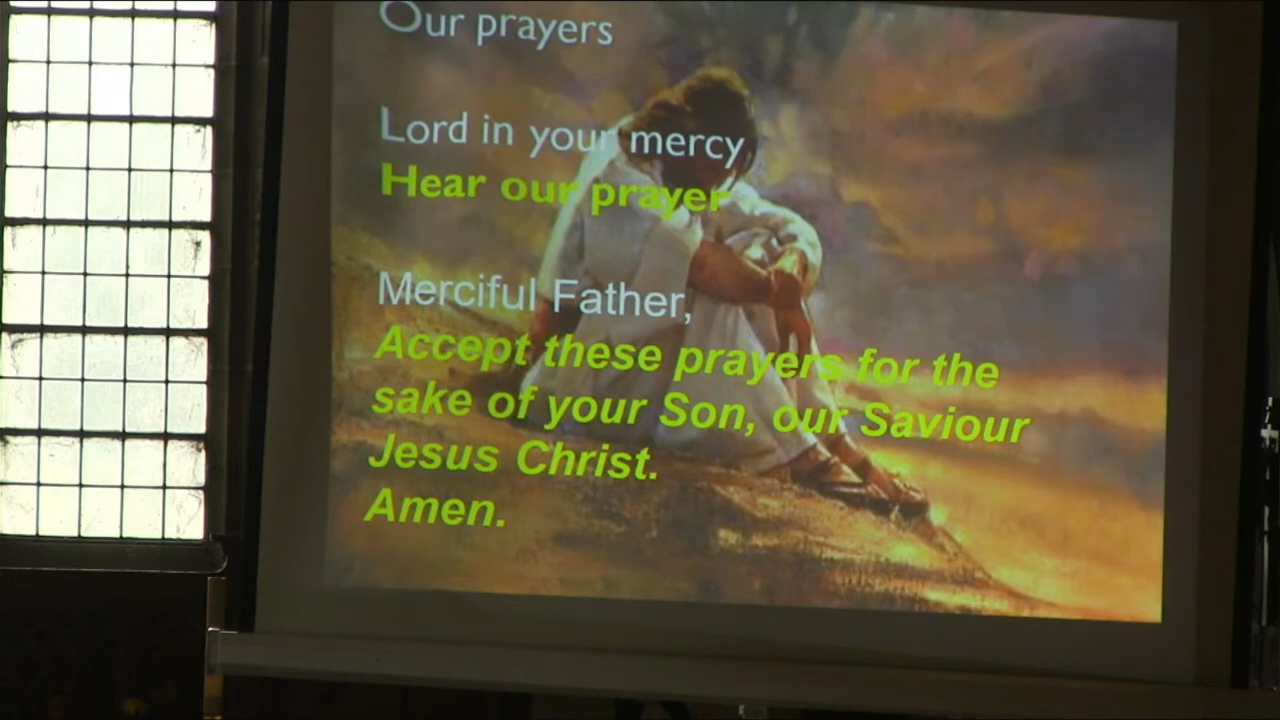 Our prayers
Lord in your mercy
Hear our prayer
Merciful Father,
Accept these prayers for the
sake of your Son, our Saviour
Jesus Christ.
Amen.